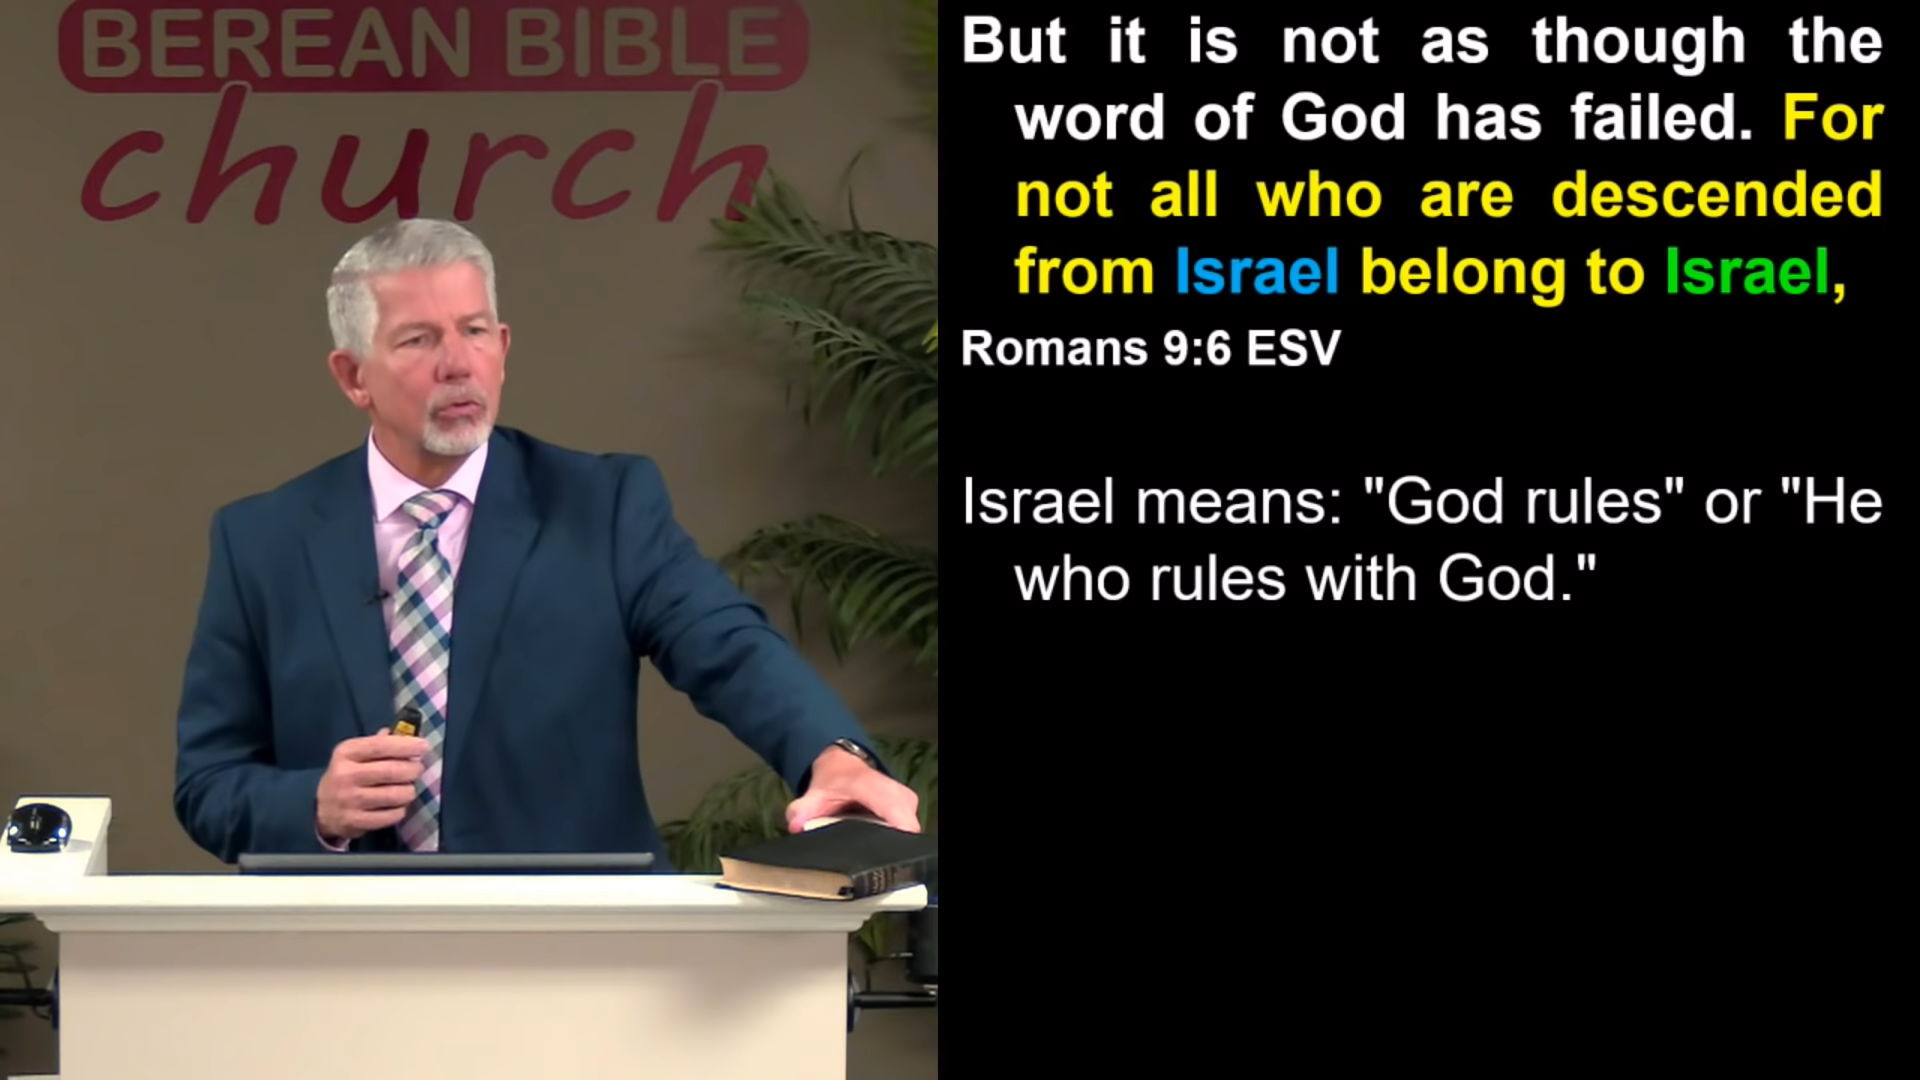 BEREAN BIBLE
church
But it is not as though the
word of God has failed. For
not all who are descended
from Israel belong to Israel,
Romans 9:6 ESV
Israel means: "God rules" or "He
who rules with God."